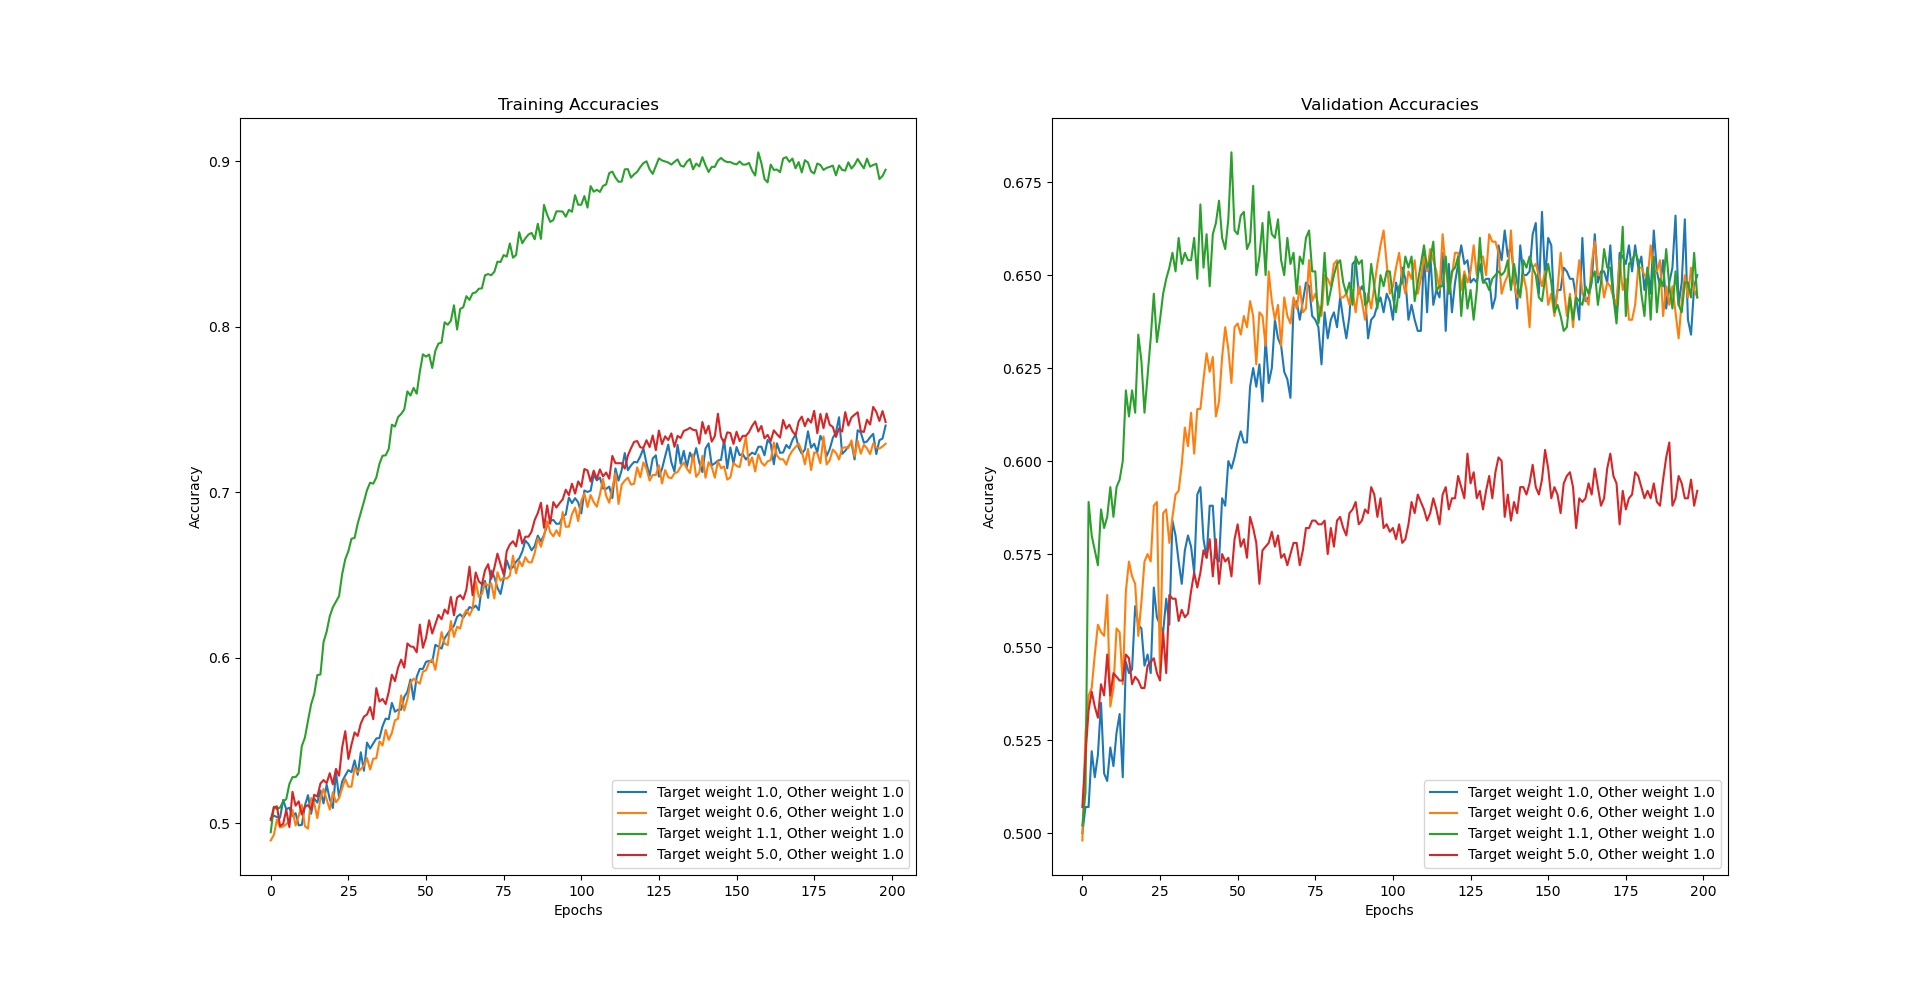 Training Accuracies
Accuracy
0.9
0.8
0.7
0.6
0.5
0 25 50 75 100 125 150 175 200
Epochs
Target weight 1.0, Other weight 1.0
Target weight 0.6, Other weight 1.0
Target weight 1.1, Other weight 1.0
Target weight 5.0, Other weight 1.0
Validation Accuracies
Accuracy
0.675
0.650
0.625
0.600
0.575
0.550
0.525
0.500
0 25 50 75 100 125 150 175 200
Epochs
Target weight 1.0, Other weight 1.0
Target weight 0.6, Other weight 1.0
Target weight 1.1, Other weight 1.0
Target weight 5.0, Other weight 1.0